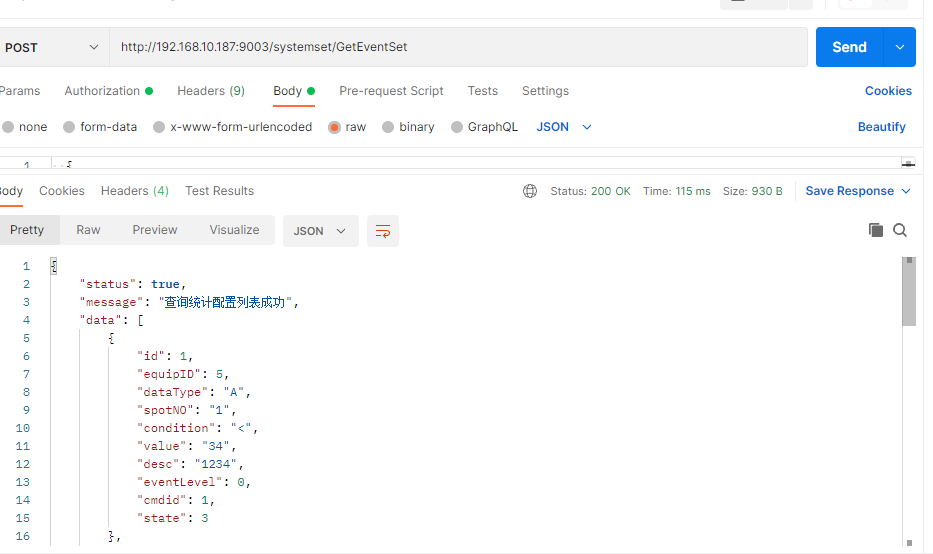 POST http://192.168.10.187:9003/systemset/GetEventSet Send
Params Authorization Headers (9) Body Pre-request Script Tests Settings Cookies
none form-data x-www-form-urlencoded raw binary GraphQL JSON Beautify
1 {
Body Cookies Headers (4) Test Results Status: 200 OK Time: 115 ms Size: 930 B Save Response
Pretty Raw Preview Visualize JSON
1 {
2 "status": true,
3 "message": "查询统计配置列表成功",
4 "data": [
5 {
6 "id": 1,
7 "equipID": 5,
8 "dataType": "A",
9 "spotNO": "1",
10 "condition": "<",
11 "value": "34",
12 "desc": "1234",
13 "eventLevel": 0,
14 "cmdid": 1,
15 "state": 3
16 },